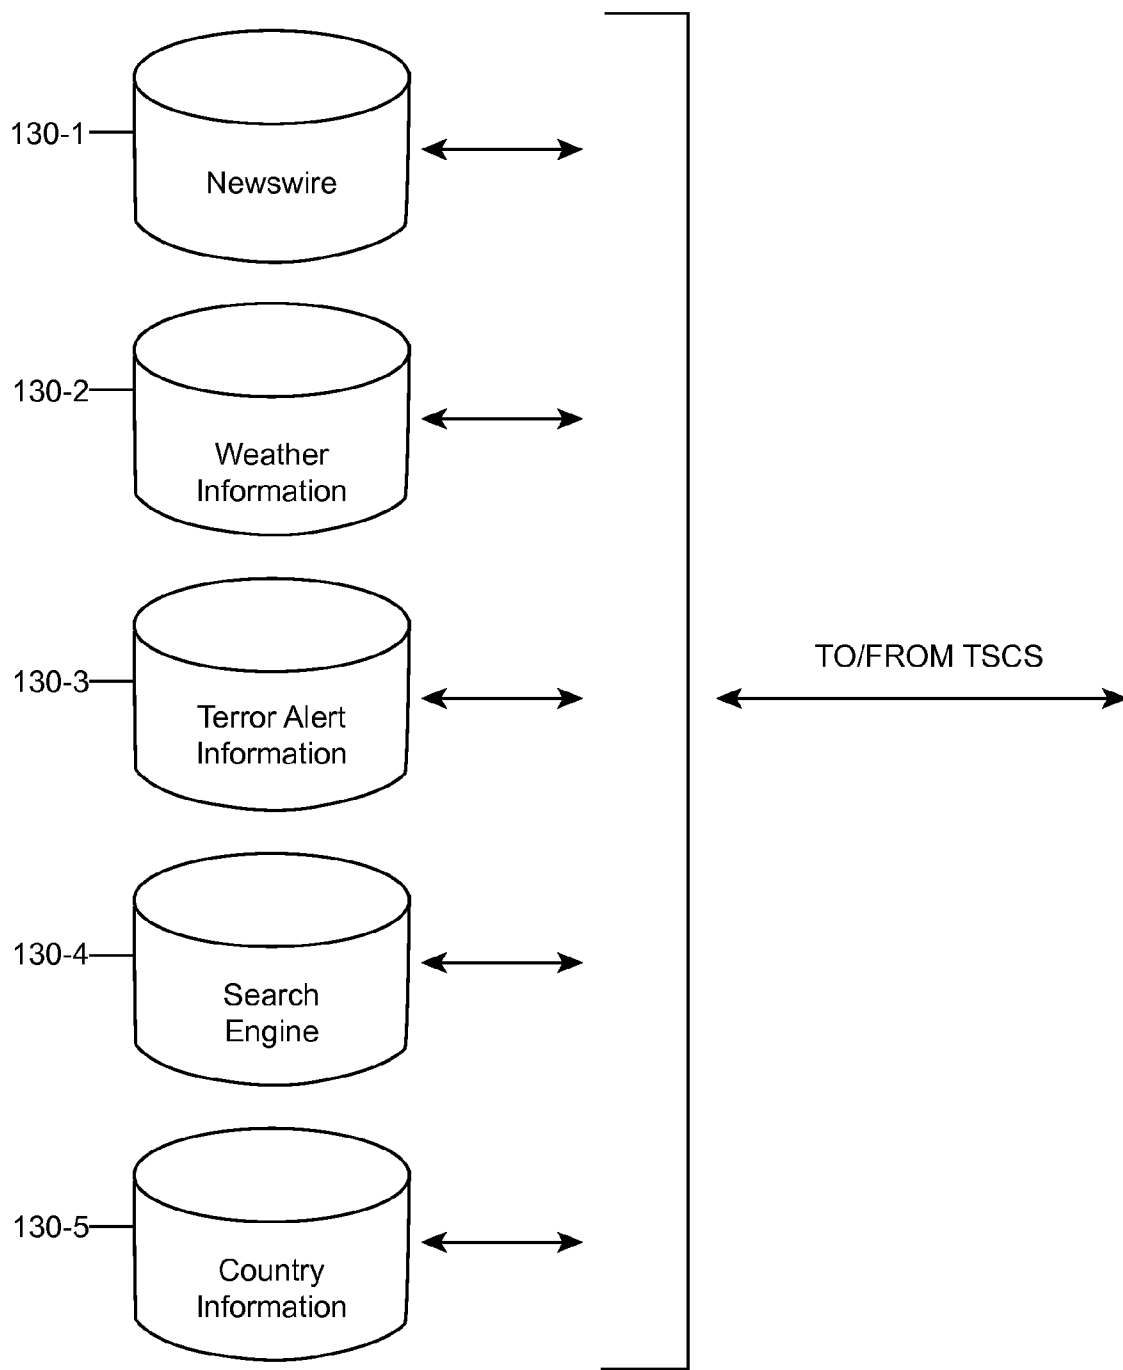 130-1
Newswire
130-2
Weather
Information
TO/FROM TSCS
130-3
Terror Alert
Information
130-4
Search
Engine
130-5
Country
Information